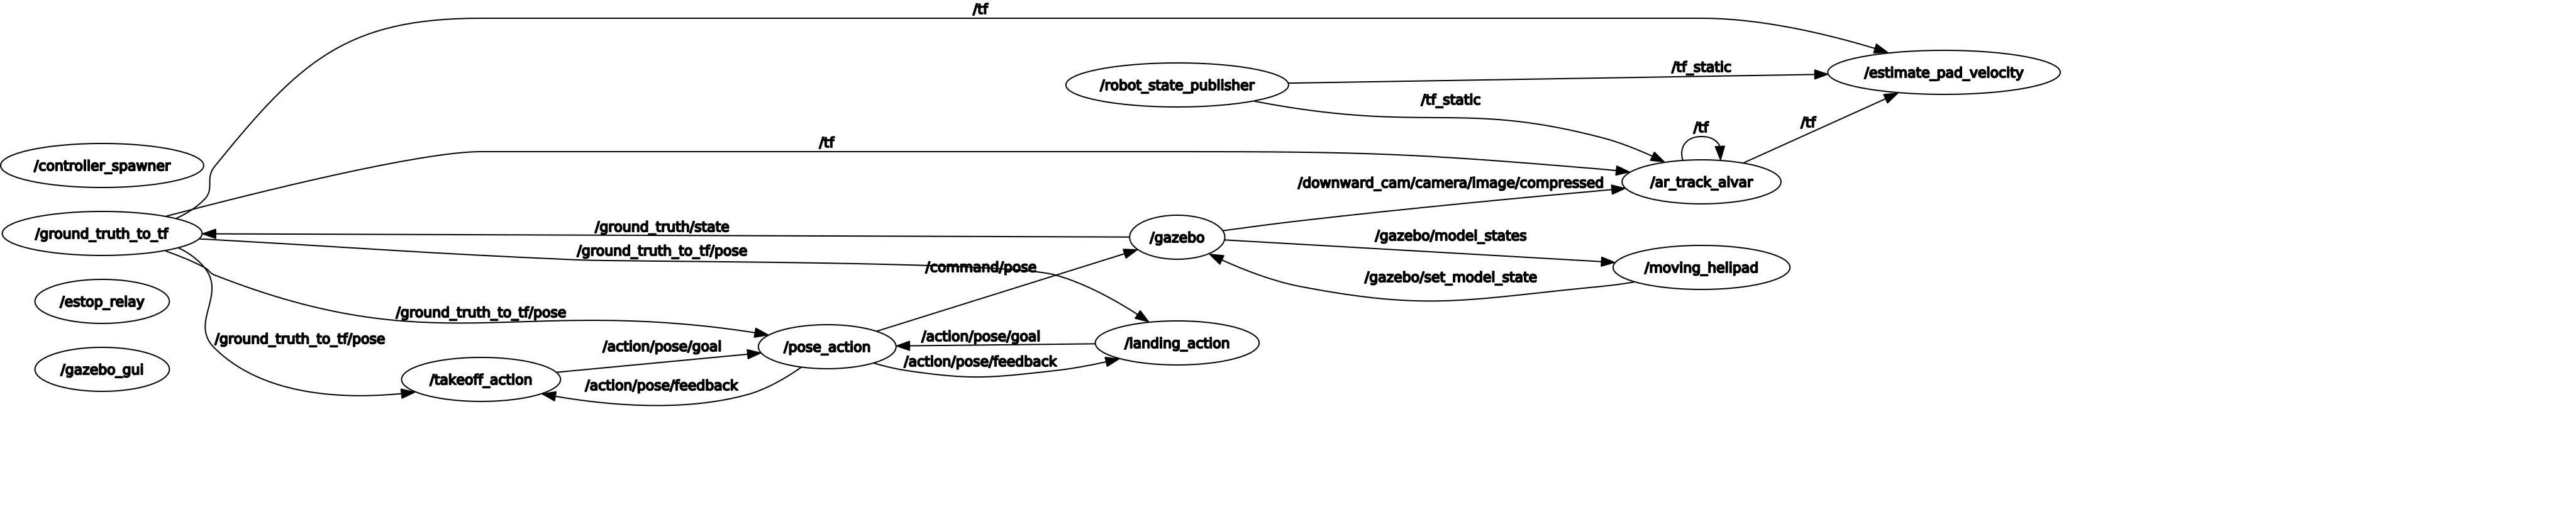 /tf
/robot_state_publisher
/tf_static
/estimate_pad_velocity
/tf_static
/tf
/tf
/tf
/controller_spawner
/downward_cam/camera/image/compressed
/ar_track_alvar
/ground_truth_to_tf
/ground_truth/state
/gazebo
/gazebo/model_states
/ground_truth_to_tf/pose
/command/pose
/moving_helipad
/gazebo/set_model_state
/estop_relay
/ground_truth_to_tf/pose
/ground_truth_to_tf/pose
/action/pose/goal
/pose_action
/action/pose/goal
/landing_action
/action/pose/feedback
/gazebo_gui
/takeoff_action
/action/pose/feedback